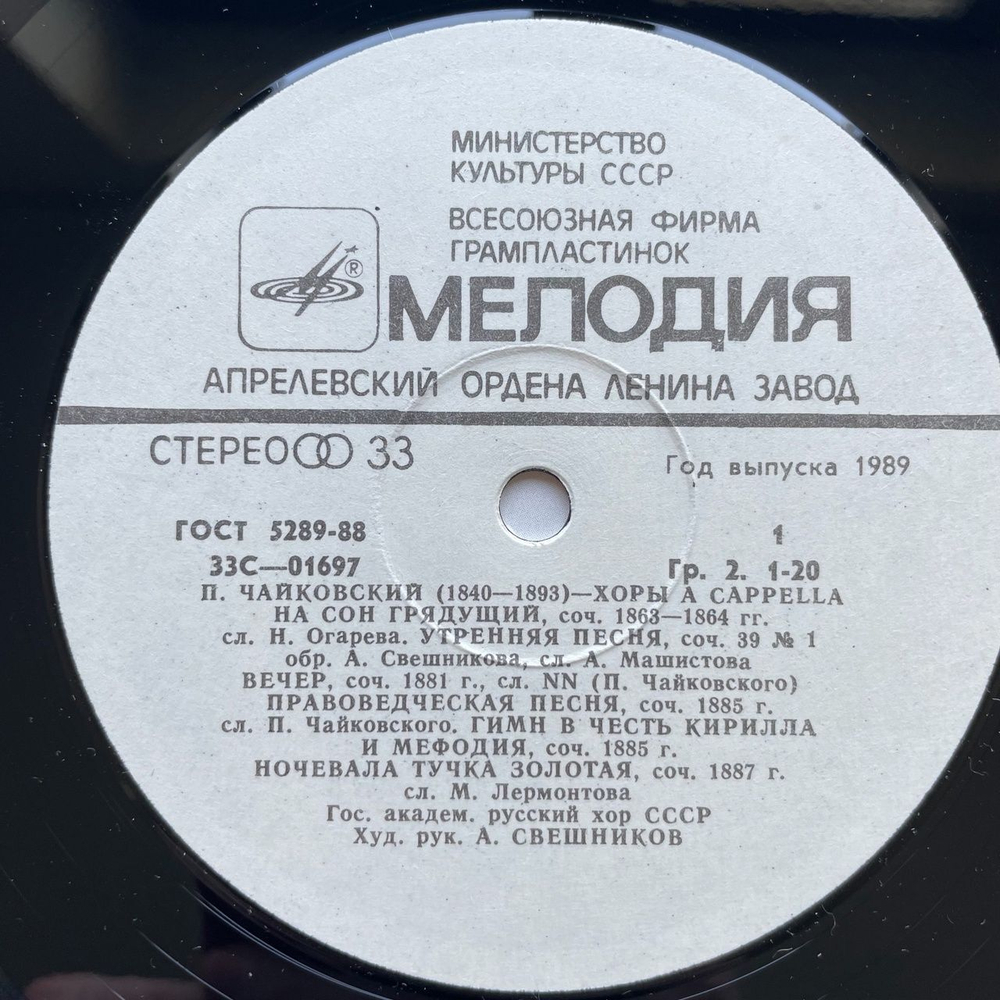 МИНИСТЕРСТВО
КУЛЬТУРЫ СССР
ВСЕСОЮЗНАЯ ФИРМА
ГРАМПЛАСТИНОК
®
МЕЛОДИЯ
АПРЕЛЕВСКИЙ ОРДЕНА ЛЕНИНА ЗАВОД
СТЕРЕО 33
Год выпуска 1989
ГОСТ 5289-88
1
33С—01697
Гр. 2. 1-20
П. ЧАЙКОВСКИЙ (1840—1893)—ХОРЫ A CAPPELLA
НА СОН ГРЯДУЩИЙ, соч. 1863—1864 гг.
сл. Н. Огарева. УТРЕННЯЯ ПЕСНЯ, соч. 39 № 1
обр. А. Свешникова, сл. А. Машистова
ВЕЧЕР, соч. 1881 г., сл. NN (П. Чайковского)
ПРАВОВЕДЧЕСКАЯ ПЕСНЯ, соч. 1885 г.
сл. П. Чайковского. ГИМН В ЧЕСТЬ КИРИЛЛА
И МЕФОДИЯ, соч. 1885 г.
НОЧЕВАЛА ТУЧКА ЗОЛОТАЯ, соч. 1887 г.
сл. М. Лермонтова
Гос. академ. русский хор СССР
Худ. рук. А. СВЕШНИКОВ